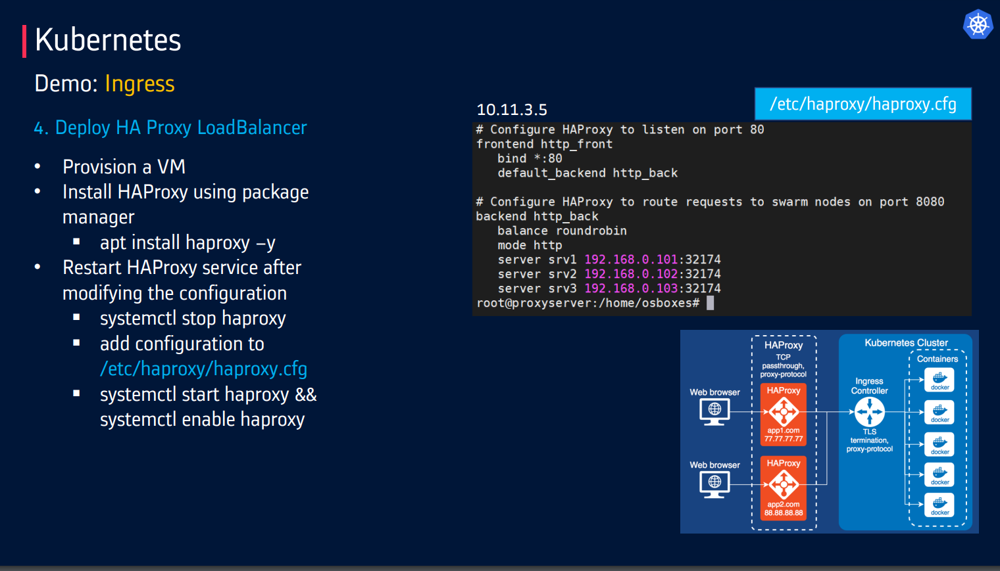 Kubernetes
Demo: Ingress
4. Deploy HA Proxy LoadBalancer
• Provision a VM
• Install HAProxy using package
manager
▪ apt install haproxy –y
• Restart HAProxy service after
modifying the configuration
▪ systemctl stop haproxy
▪ add configuration to
/etc/haproxy/haproxy.cfg
▪ systemctl start haproxy &&
systemctl enable haproxy
10.11.3.5
/etc/haproxy/haproxy.cfg
# Configure HAProxy to listen on port 80
frontend http_front
   bind *:80
   default_backend http_back
# Configure HAProxy to route requests to swarm nodes on port 8080
backend http_back
   balance roundrobin
   mode http
   server srv1 192.168.0.101:32174
   server srv2 192.168.0.102:32174
   server srv3 192.168.0.103:32174
root@proxyserver:/home/osboxes#
Web browser
Web browser
HAProxy
TCP
passthrough,
proxy-protocol
HAProxy
app1.com
77.77.77.77
HAProxy
app2.com
88.88.88.88
Kubernetes Cluster
Ingress
Controller
TLS
termination,
proxy-protocol
Containers
docker
docker
docker
docker
docker